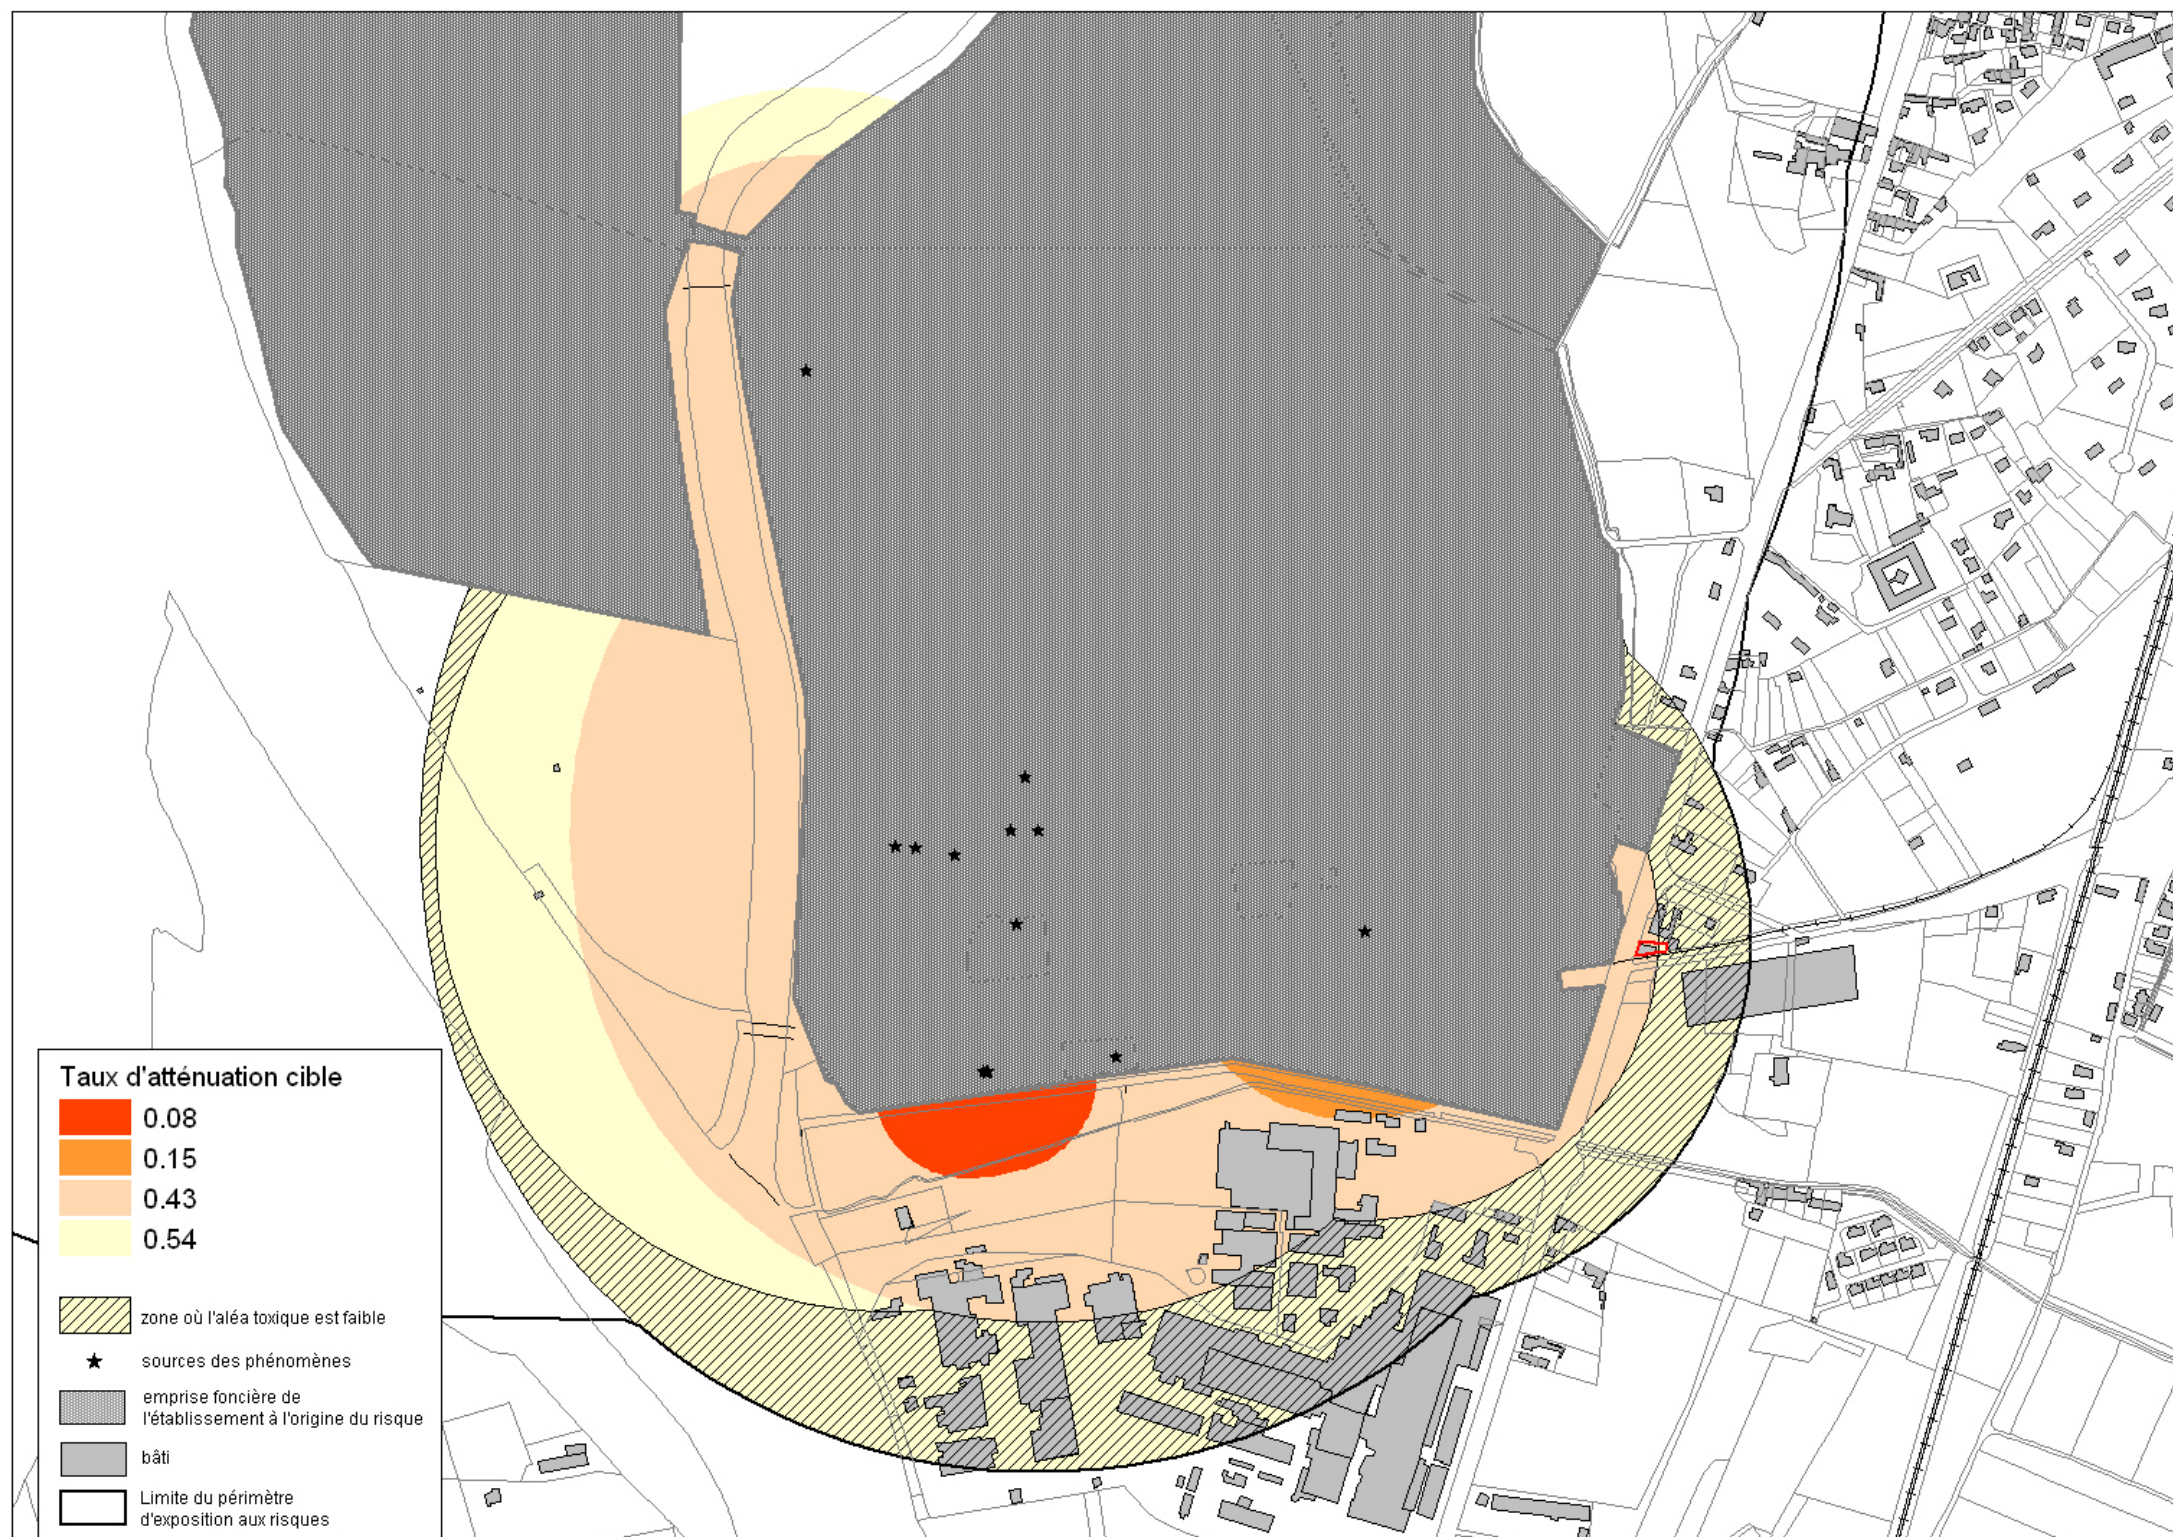 Taux d'atténuation cible
0.08
0.15
0.43
0.54
zone où l'aléa toxique est faible
sources des phénomènes
emprise foncière de
l'établissement à l'origine du risque
bâti
Limite du périmètre
d'exposition aux risques